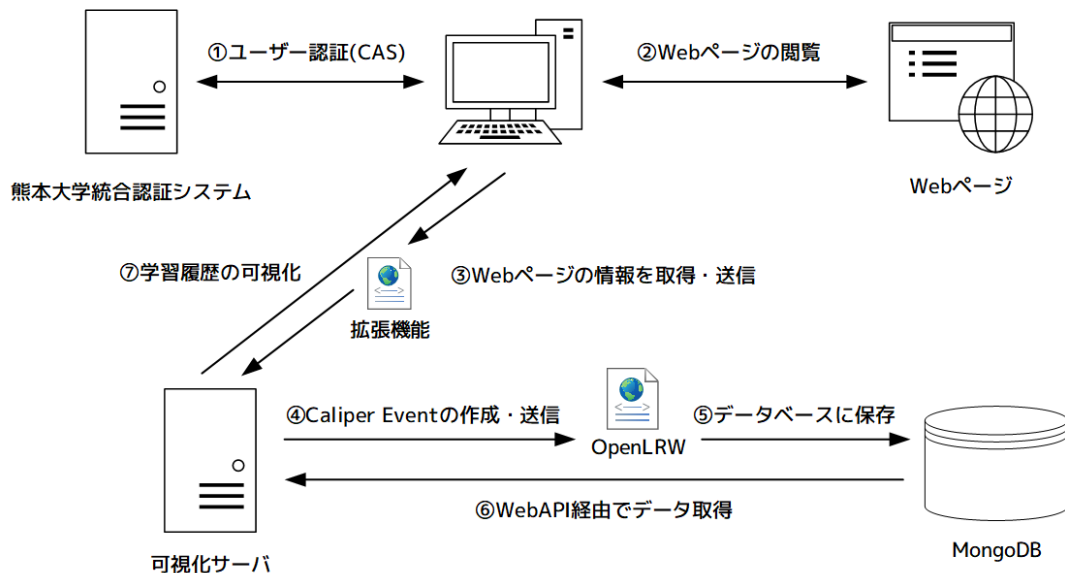 ①ユーザー認証(CAS)
②Webページの閲覧
熊本大学統合認証システム
Webページ
⑦学習履歴の可視化
③Webページの情報を取得・送信
拡張機能
④Caliper Eventの作成・送信
⑤データベースに保存
OpenLRW
⑥WebAPI経由でデータ取得
可視化サーバ
MongoDB